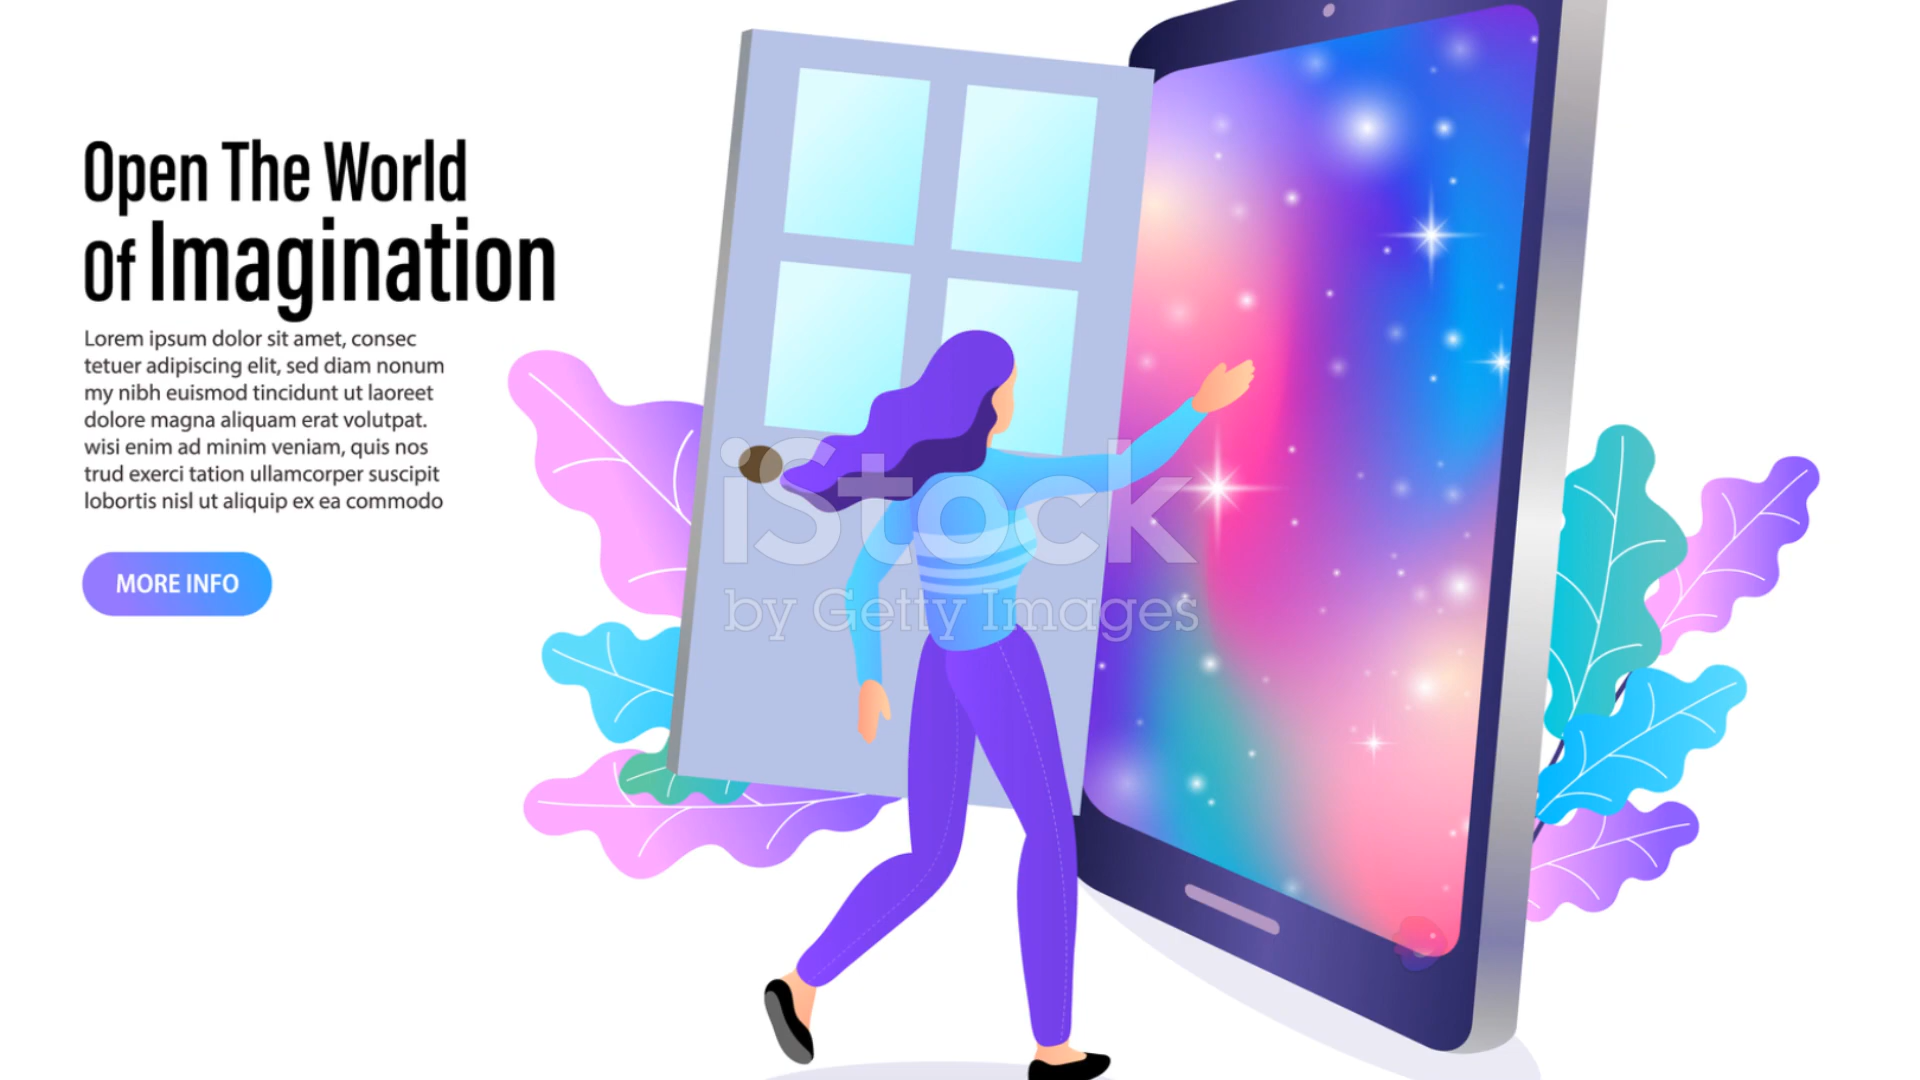 Open The World
Of Imagination
Lorem ipsum dolor sit amet, consec
tetuer adipiscing elit, sed diam nonum
my nibh euismod tincidunt ut laoreet
dolore magna aliquam erat volutpat.
wisi enim ad minim veniam, quis nos
trud exerci tation ullamcorper suscipit
lobortis nisl ut aliquip ex ea commodo
MORE INFO
iStock
by Getty Images